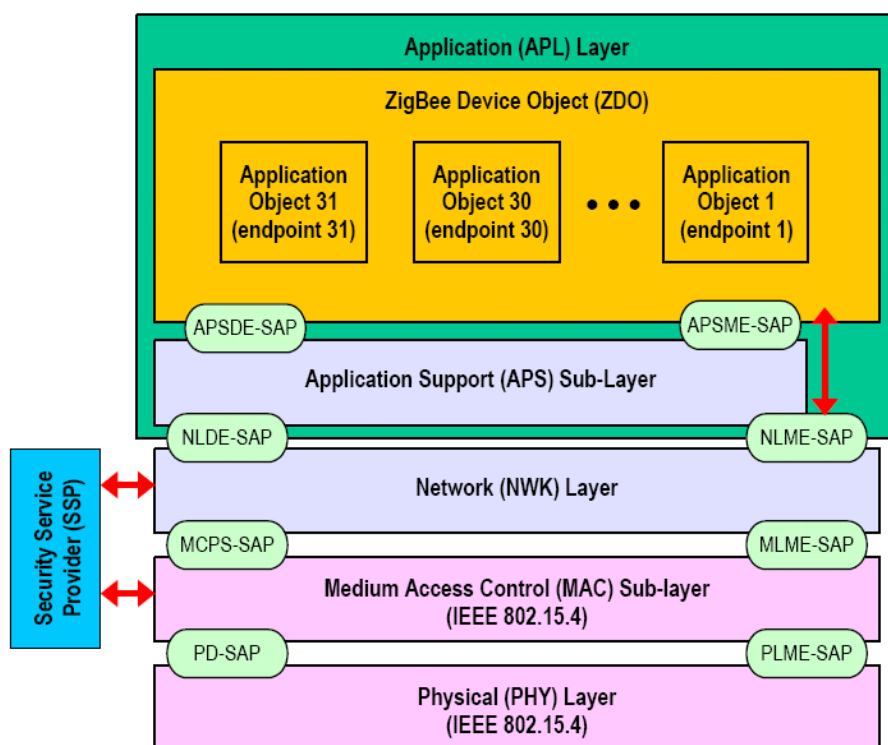 Application (APL) Layer
ZigBee Device Object (ZDO)
Application
Object 31
(endpoint 31)
Application
Object 30
(endpoint 30)
• • •
Application
Object 1
(endpoint 1)
APSDE-SAP
APSME-SAP
Application Support (APS) Sub-Layer
NLDE-SAP
NLME-SAP
Security Service
Provider (SSP)
Network (NWK) Layer
MCPS-SAP
MLME-SAP
Medium Access Control (MAC) Sub-layer
(IEEE 802.15.4)
PD-SAP
PLME-SAP
Physical (PHY) Layer
(IEEE 802.15.4)